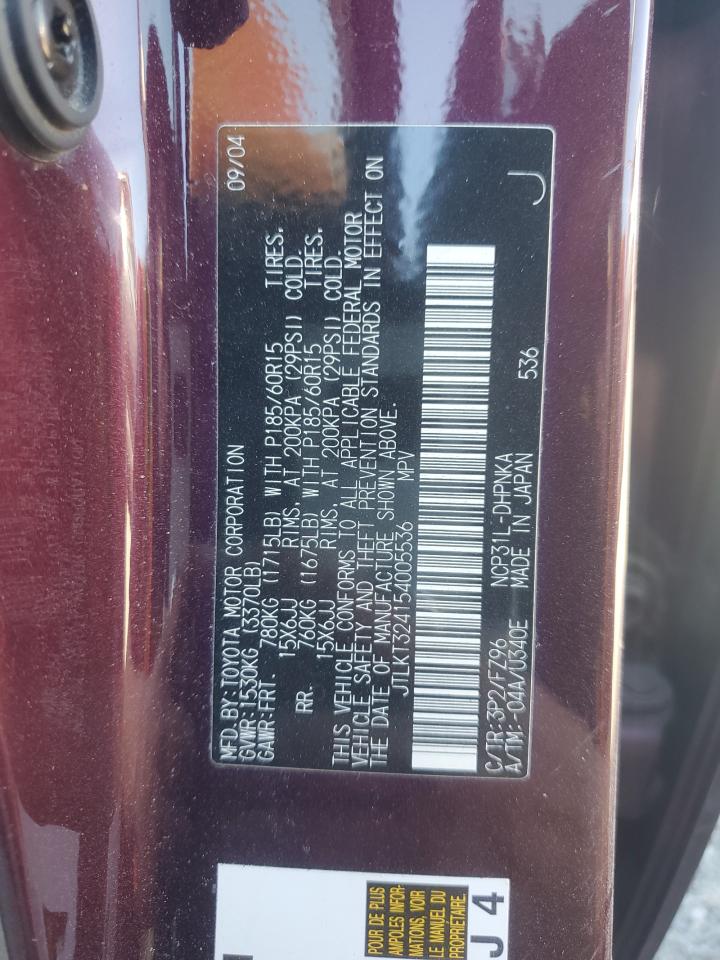 MFD.BY:TOYOTA MOTOR CORPORATION 09/04
GVWR:1530KG (3370LB)
GAWR:FRT. 780KG (1715LB) WITH P185/60R15 TIRES,
15X6JJ RIMS, AT 200KPA (29PSI) COLD.
RR. 760KG (1675LB) WITH P185/60R15 TIRES,
15X6JJ RIMS, AT 200KPA (29PSI) COLD.
THIS VEHICLE CONFORMS TO ALL APPLICABLE FEDERAL MOTOR
VEHICLE SAFETY AND THEFT PREVENTION STANDARDS IN EFFECT ON
THE DATE OF MANUFACTURE SHOWN ABOVE.
JTLKT324154005536 MPV
C/TR:3P2/FZ96 NCP31L-DHPNKA 536 J
A/TM:-04A/U340E MADE IN JAPAN
POUR DE PLUS
AMPLES INFOR-
MATIONS, VOIR
LE MANUEL DU
PROPRIÉTAIRE.
J 4